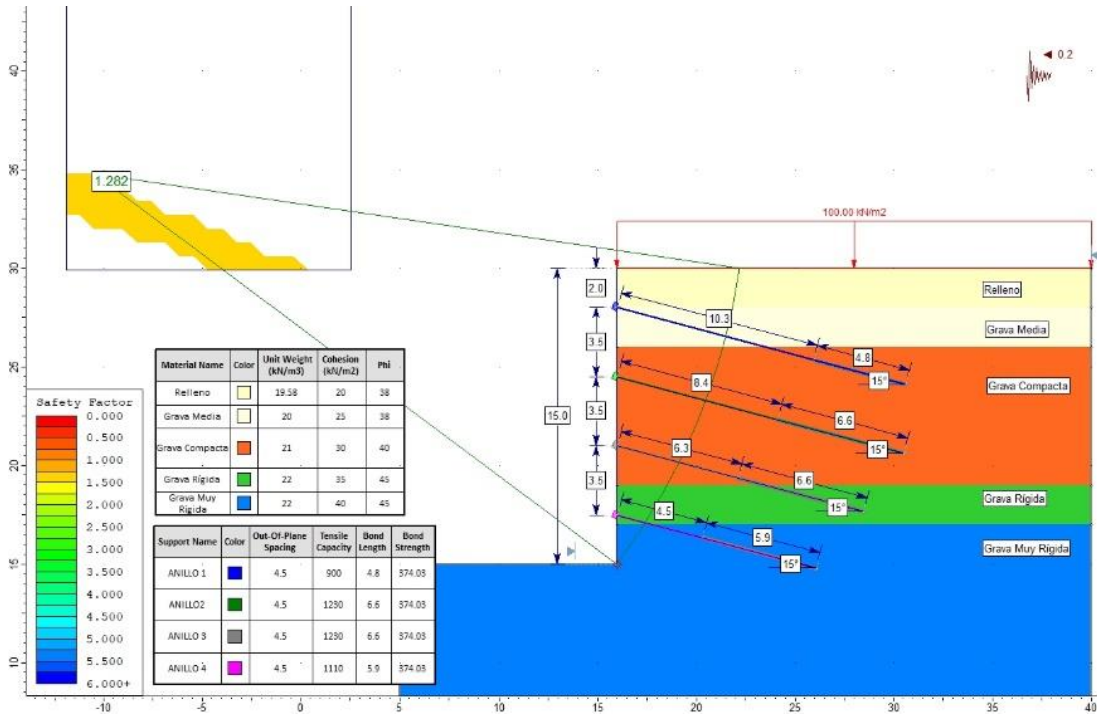 40
35
30
25
20
15
10
-10
-5
0
5
10
15
20
25
30
35
40
0.2
1.282
100.00 kN/m2
2.0
3.5
3.5
3.5
15.0
10.3
4.8
15°
8.4
6.6
15°
6.3
6.6
15°
4.5
5.9
15°
Relleno
Grava Media
Grava Compacta
Grava Rígida
Grava Muy Rígida
Material Name Color Unit Weight (kN/m3) Cohesion (kN/m2) Phi
Relleno 19.58 20 38
Grava Media 20 25 38
Grava Compacta 21 30 40
Grava Rígida 22 35 45
Grava Muy Rígida 22 40 45
Support Name Color Out-Of-Plane Spacing Tensile Capacity Bond Length Bond Strength
ANILLO 1 4.5 900 4.8 374.03
ANILLO2 4.5 1230 6.6 374.03
ANILLO 3 4.5 1230 6.6 374.03
ANILLO 4 4.5 1110 5.9 374.03
Safety Factor
0.000
0.500
1.000
1.500
2.000
2.500
3.000
3.500
4.000
4.500
5.000
5.500
6.000+